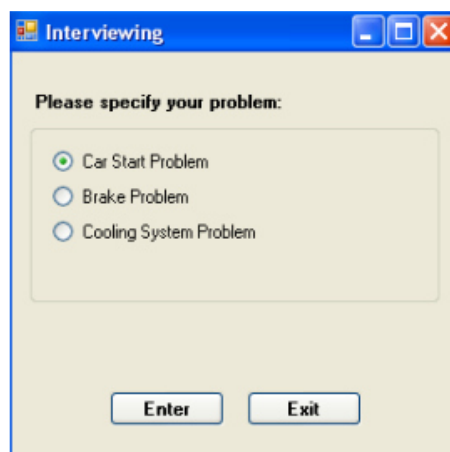 Interviewing
Please specify your problem:
Car Start Problem
Brake Problem
Cooling System Problem
Enter Exit